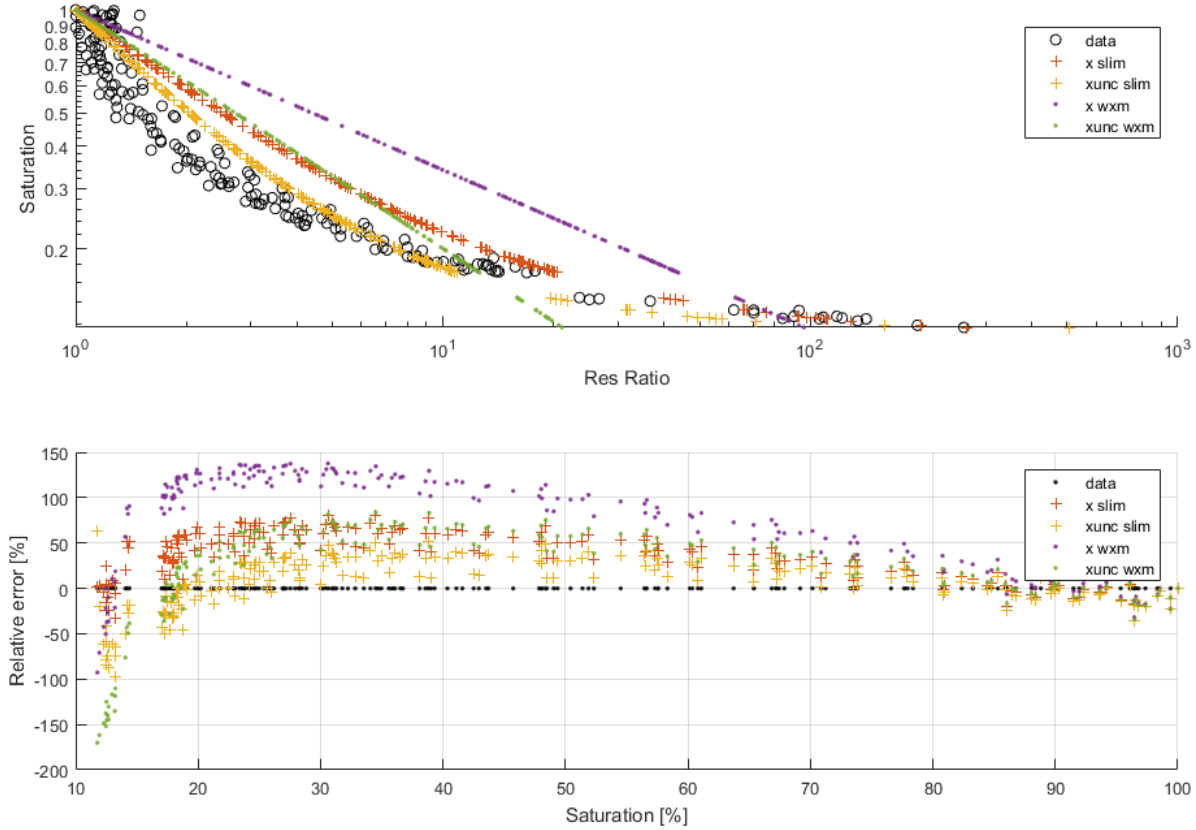 1
0.9
0.8
0.7
0.6
0.5
0.4
0.3
0.2
Saturation
10^0
10^1
10^2
10^3
Res Ratio
data
x slim
xunc slim
x wxm
xunc wxm
150
100
50
0
-50
-100
-150
-200
Relative error [%]
10
20
30
40
50
60
70
80
90
100
Saturation [%]
data
x slim
xunc slim
x wxm
xunc wxm